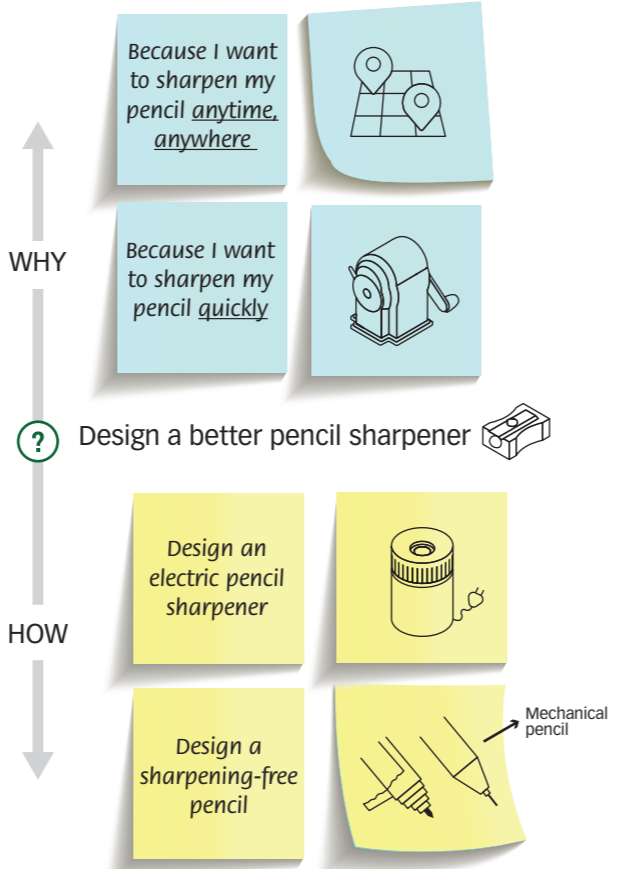 Because I want
to sharpen my
pencil anytime,
anywhere
WHY
Because I want
to sharpen my
pencil quickly
?
Design a better pencil sharpener
Design an
electric pencil
sharpener
HOW
Design a
sharpening-free
pencil
Mechanical
pencil